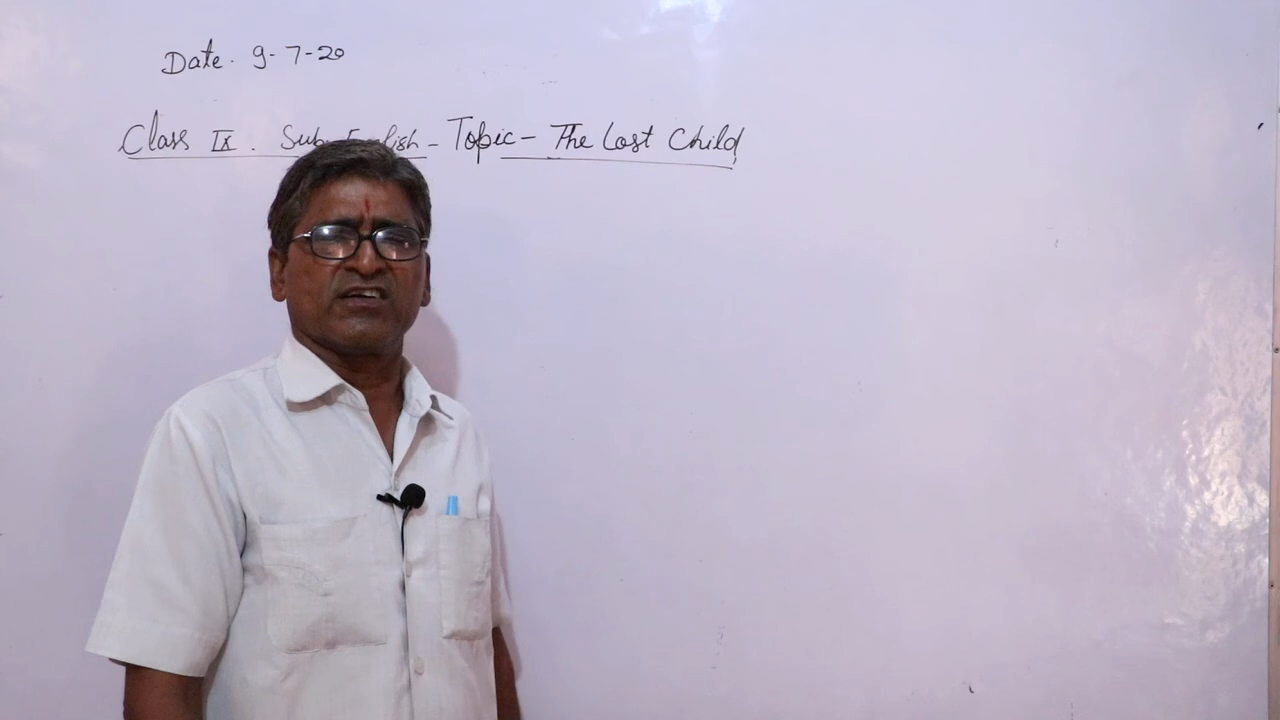 Date. 9-7-20
Class IX. Sub English - Topic - The Lost Child